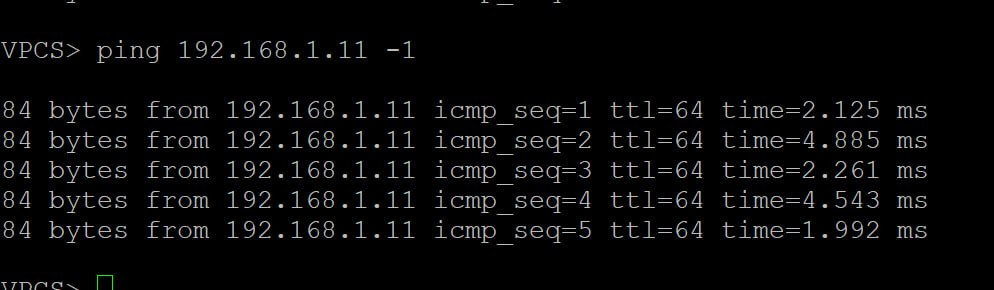 VPCS> ping 192.168.1.11 -1
84 bytes from 192.168.1.11 icmp_seq=1 ttl=64 time=2.125 ms
84 bytes from 192.168.1.11 icmp_seq=2 ttl=64 time=4.885 ms
84 bytes from 192.168.1.11 icmp_seq=3 ttl=64 time=2.261 ms
84 bytes from 192.168.1.11 icmp_seq=4 ttl=64 time=4.543 ms
84 bytes from 192.168.1.11 icmp_seq=5 ttl=64 time=1.992 ms
VPCS>